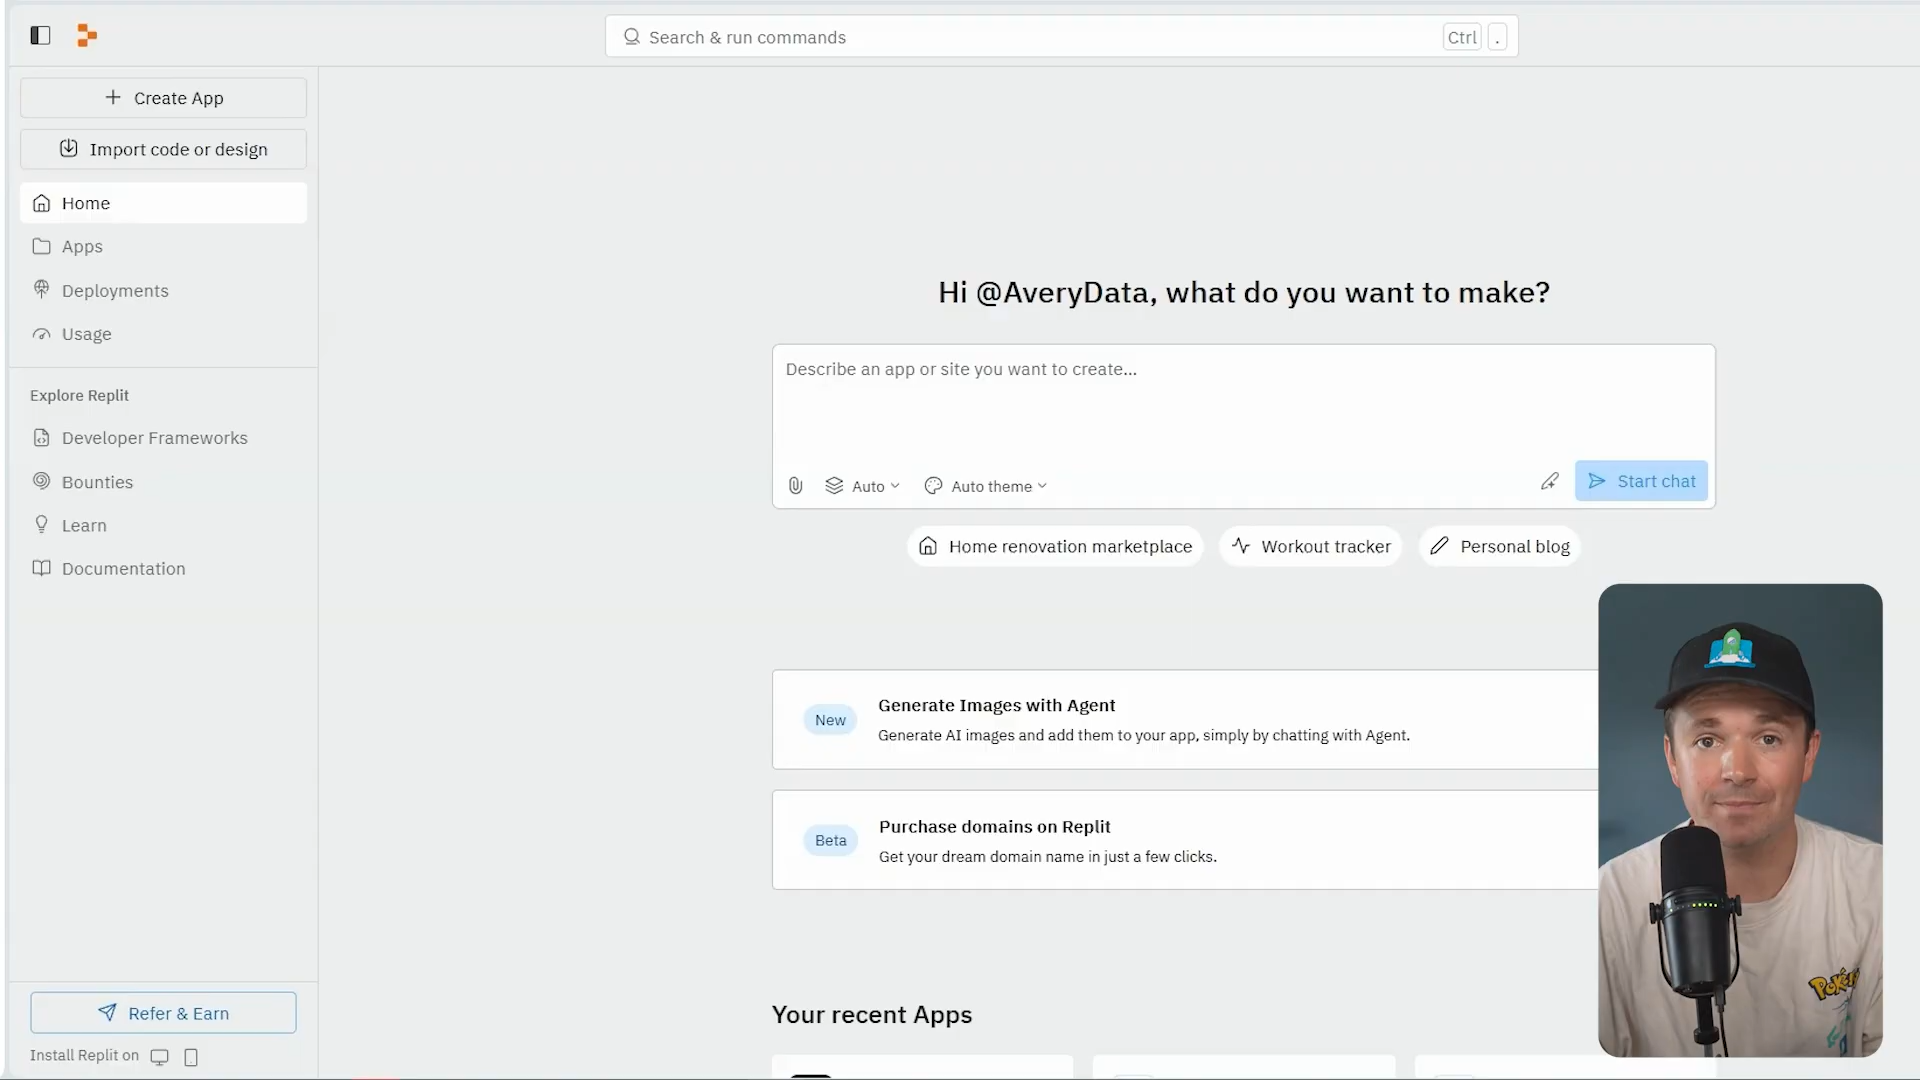 Search & run commands
Ctrl .
Create App
Import code or design
Home
Apps
Deployments
Usage
Explore Replit
Developer Frameworks
Bounties
Learn
Documentation
Refer & Earn
Install Replit on
Hi @AveryData, what do you want to make?
Describe an app or site you want to create...
Auto
Auto theme
Start chat
Home renovation marketplace
Workout tracker
Personal blog
New
Generate Images with Agent
Generate AI images and add them to your app, simply by chatting with Agent.
Beta
Purchase domains on Replit
Get your dream domain name in just a few clicks.
Your recent Apps